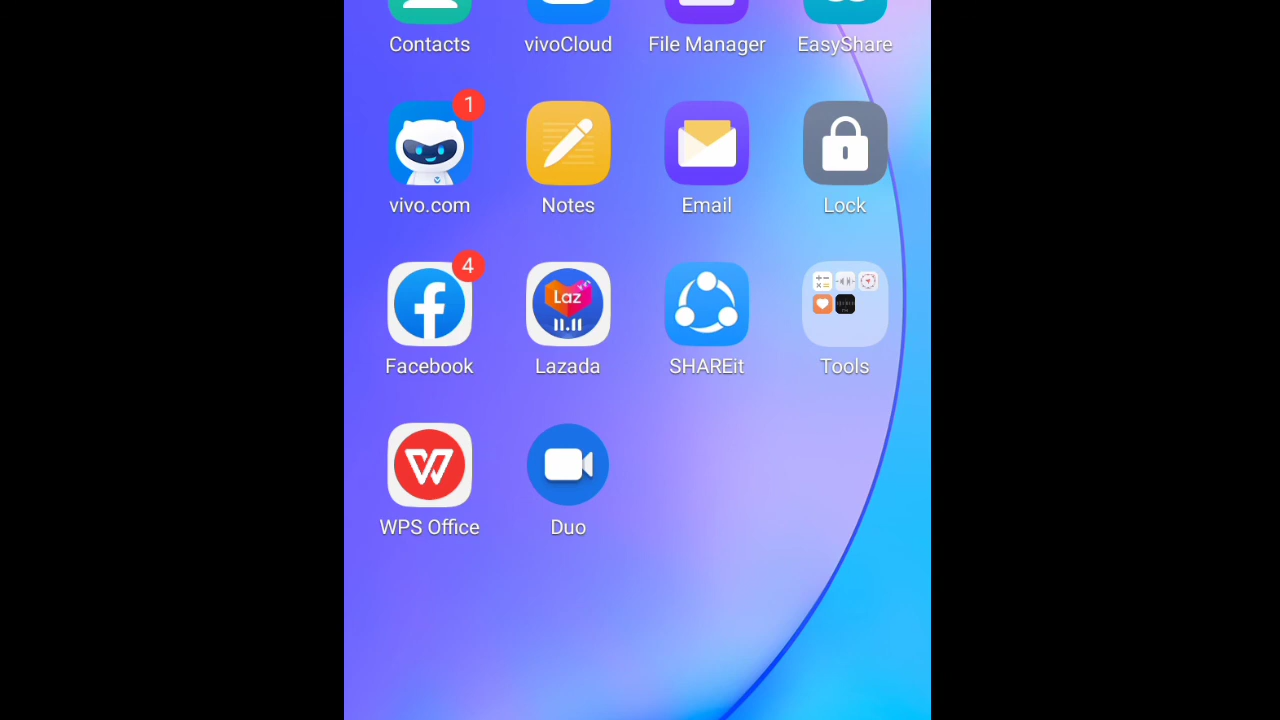 Contacts vivoCloud File Manager EasyShare
1
vivo.com Notes Email Lock
4
Laz
11.11
Facebook Lazada SHAREit Tools
WPS Office Duo